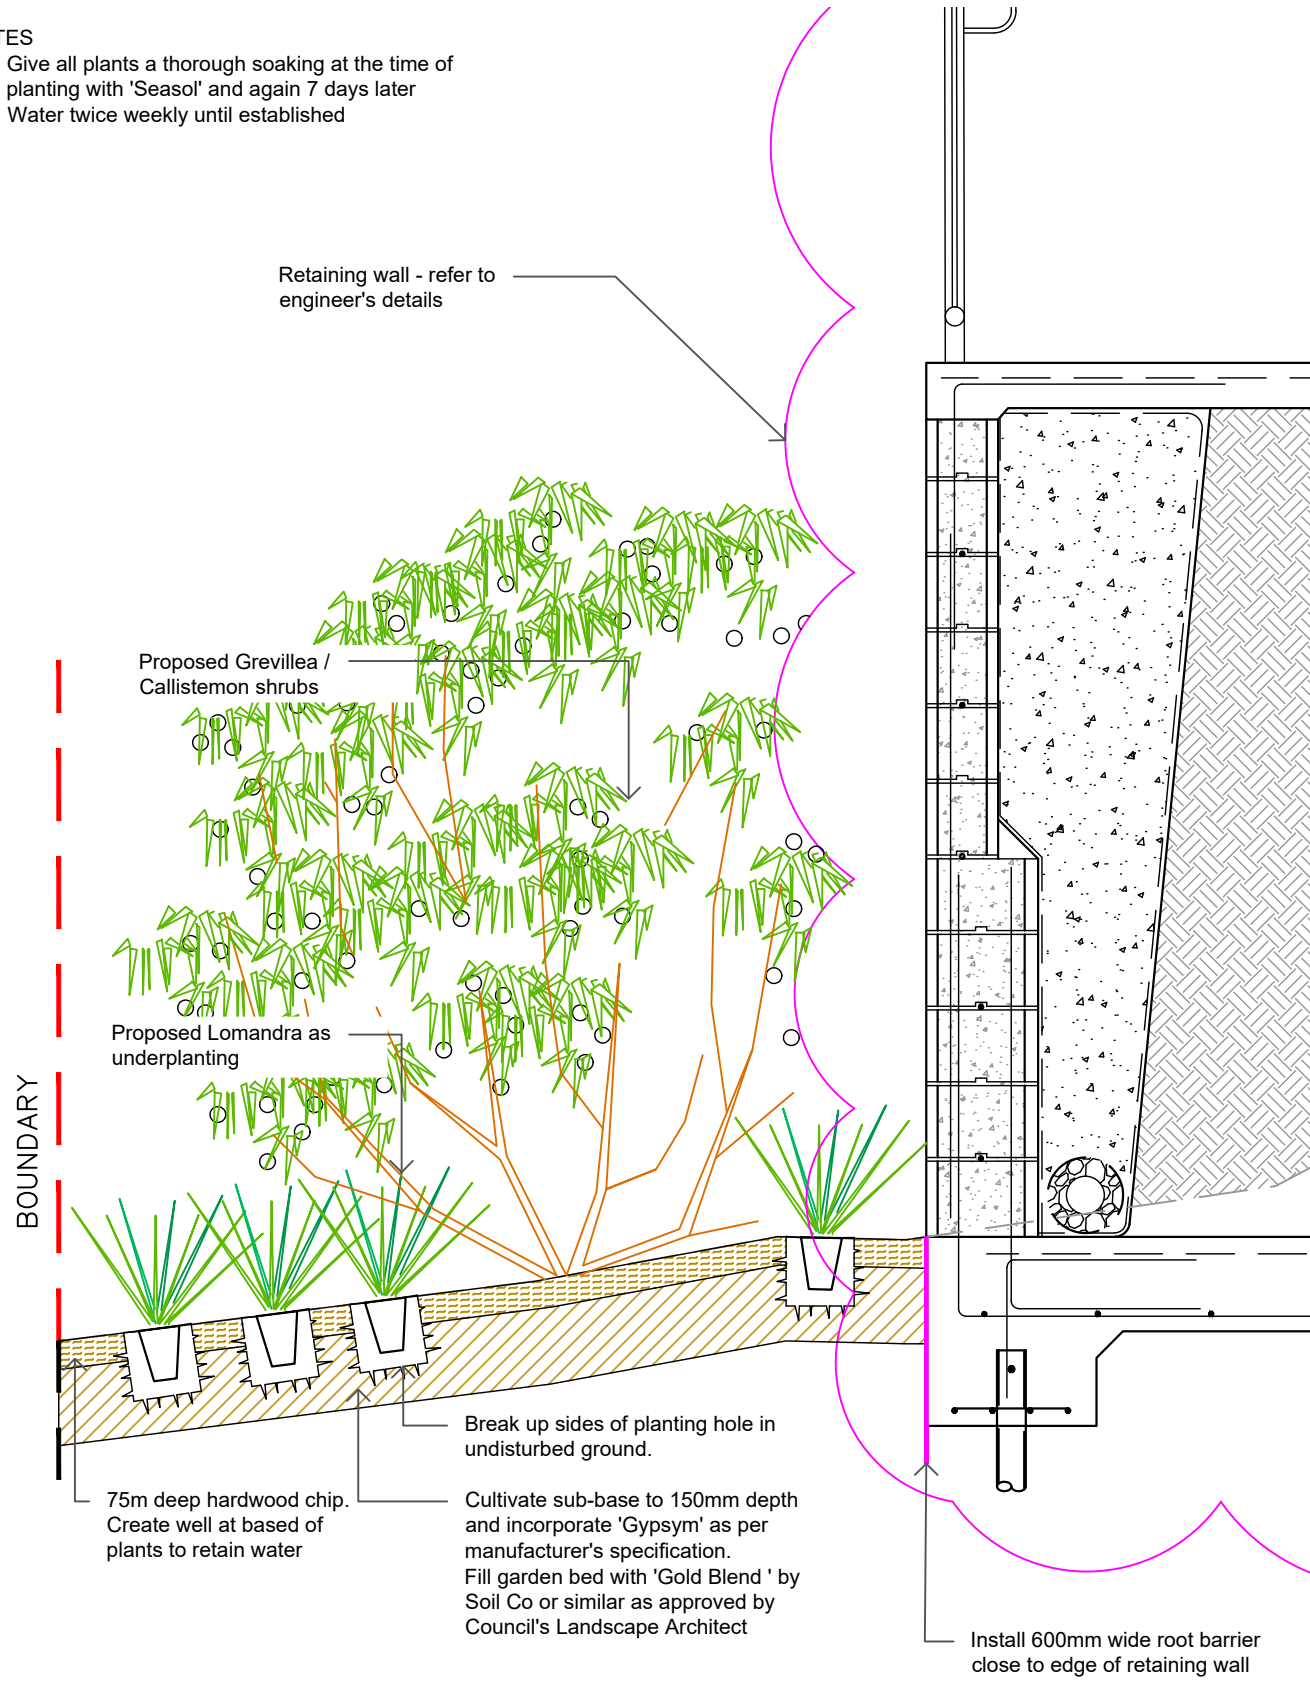 TES
Give all plants a thorough soaking at the time of
planting with 'Seasol' and again 7 days later
Water twice weekly until established
Retaining wall - refer to
engineer's details
Proposed Grevillea /
Callistemon shrubs
Proposed Lomandra as
underplanting
BOUNDARY
Break up sides of planting hole in
undisturbed ground.
75m deep hardwood chip.
Create well at based of
plants to retain water
Cultivate sub-base to 150mm depth
and incorporate 'Gypsym' as per
manufacturer's specification.
Fill garden bed with 'Gold Blend ' by
Soil Co or similar as approved by
Council's Landscape Architect
Install 600mm wide root barrier
close to edge of retaining wall